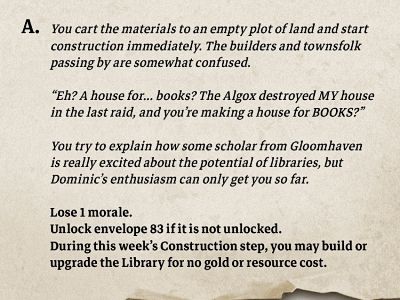 A. You cart the materials to an empty plot of land and start
construction immediately. The builders and townsfolk
passing by are somewhat confused.
“Eh? A house for... books? The Algox destroyed MY house
in the last raid, and you’re making a house for BOOKS?”
You try to explain how some scholar from Gloomhaven
is really excited about the potential of libraries, but
Dominic’s enthusiasm can only get you so far.
Lose 1 morale.
Unlock envelope 83 if it is not unlocked.
During this week’s Construction step, you may build or
upgrade the Library for no gold or resource cost.